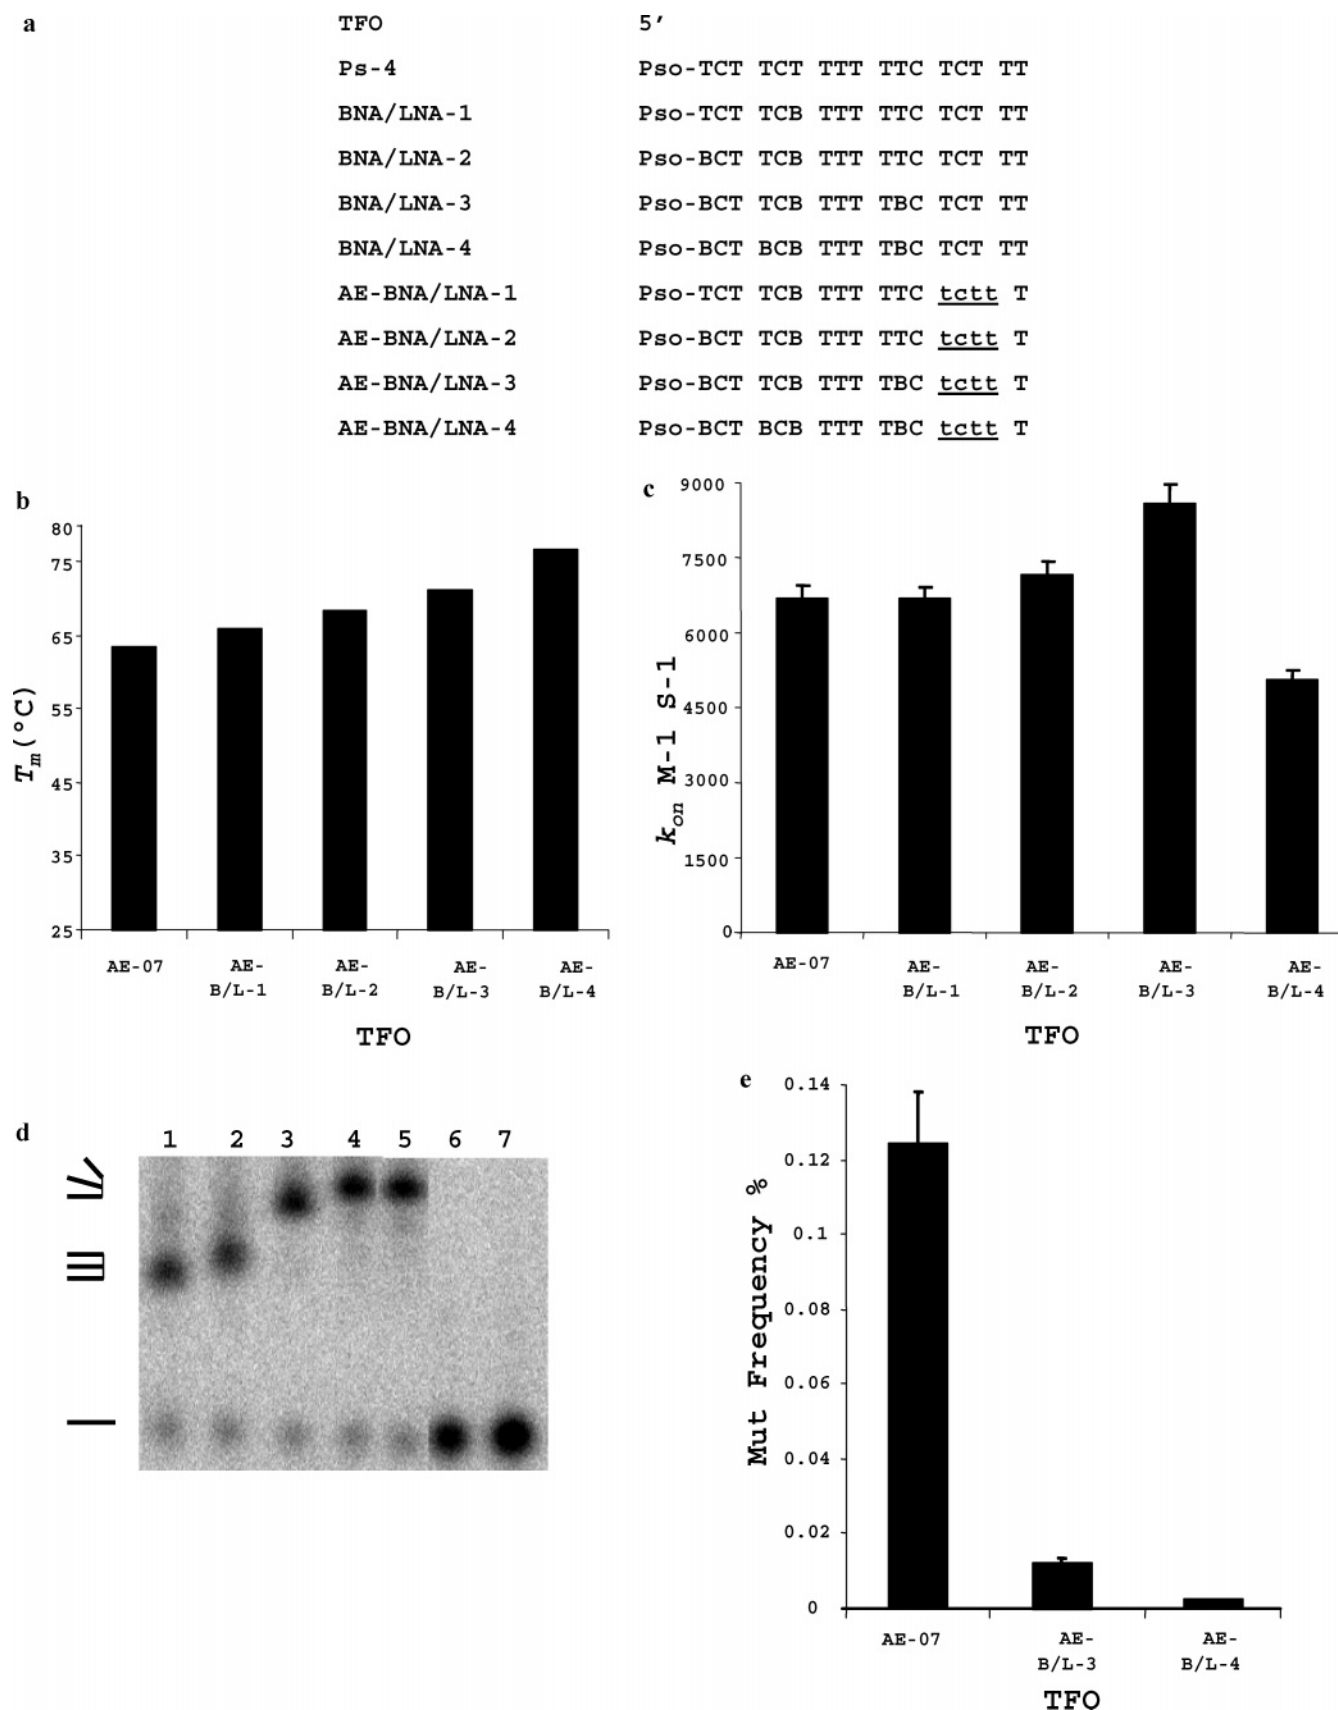 a
TFO 5′
Ps-4 Pso-TCT TCT TTT TTC TCT TT
BNA/LNA-1 Pso-TCT TCB TTT TTC TCT TT
BNA/LNA-2 Pso-BCT TCB TTT TTC TCT TT
BNA/LNA-3 Pso-BCT TCB TTT TBC TCT TT
BNA/LNA-4 Pso-BCT BCB TTT TBC TCT TT
AE-BNA/LNA-1 Pso-TCT TCB TTT TTC tctt T
AE-BNA/LNA-2 Pso-BCT TCB TTT TTC tctt T
AE-BNA/LNA-3 Pso-BCT TCB TTT TBC tctt T
AE-BNA/LNA-4 Pso-BCT BCB TTT TBC tctt T
b
80
75
65
55
45
35
25
Tm(°C)
AE-07
AE-
B/L-1
AE-
B/L-2
AE-
B/L-3
AE-
B/L-4
TFO
c
9000
7500
6000
4500
3000
1500
0
kon M-1 S-1
AE-07
AE-
B/L-1
AE-
B/L-2
AE-
B/L-3
AE-
B/L-4
TFO
d
1 2 3 4 5 6 7
e
0.14
0.12
0.1
0.08
0.06
0.04
0.02
0
Mut Frequency %
AE-07
AE-
B/L-3
AE-
B/L-4
TFO